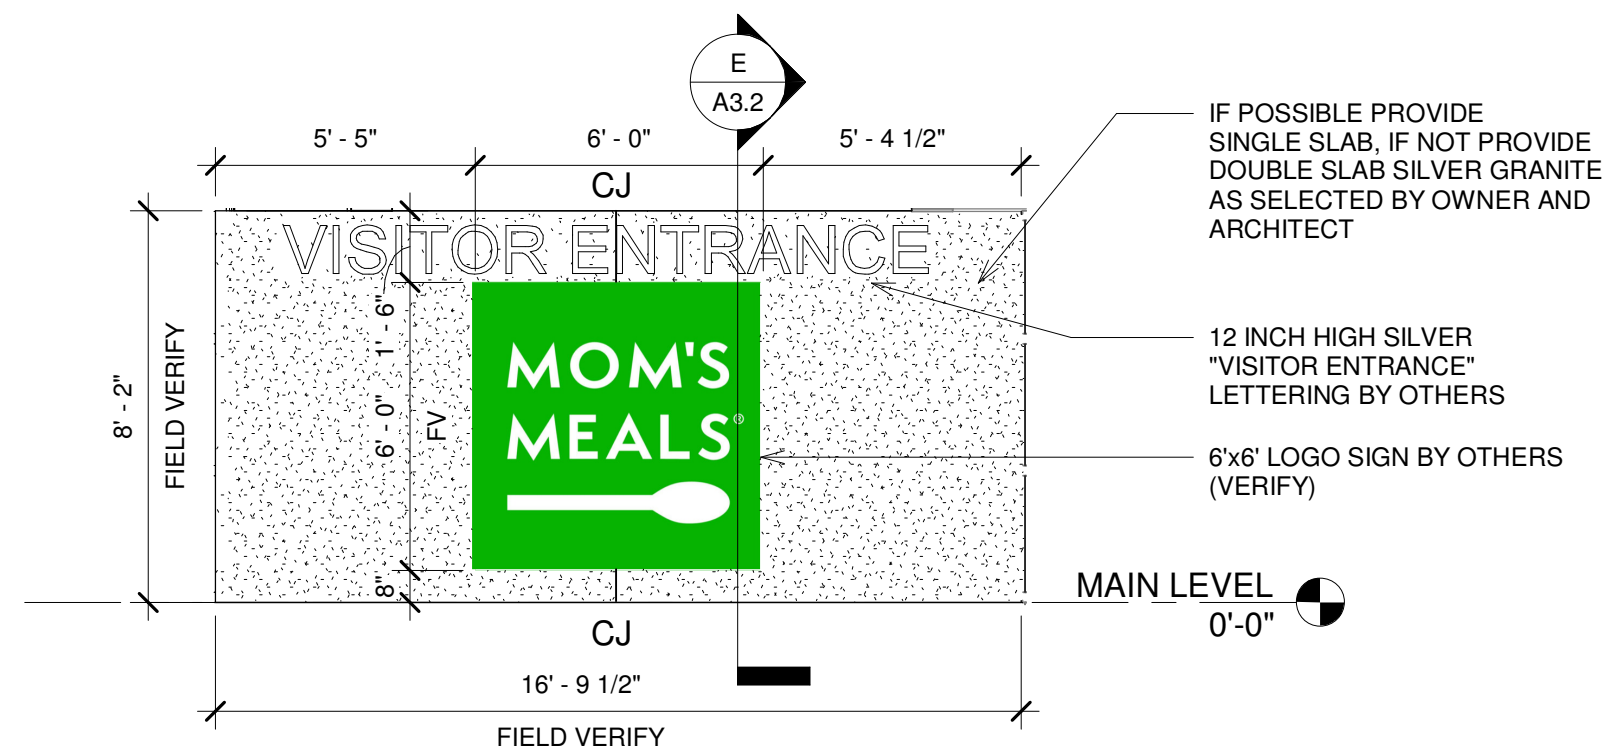 E
A3.2
5' - 5"
6' - 0"
5' - 4 1/2"
CJ
IF POSSIBLE PROVIDE
SINGLE SLAB, IF NOT PROVIDE
DOUBLE SLAB SILVER GRANITE
AS SELECTED BY OWNER AND
ARCHITECT
VISITOR ENTRANCE
8' - 2"
FIELD VERIFY
1' - 6"
6' - 0"
FV
8"
MOM'S
MEALS®
12 INCH HIGH SILVER
"VISITOR ENTRANCE"
LETTERING BY OTHERS
6'x6' LOGO SIGN BY OTHERS
(VERIFY)
MAIN LEVEL
0'-0"
CJ
16' - 9 1/2"
FIELD VERIFY